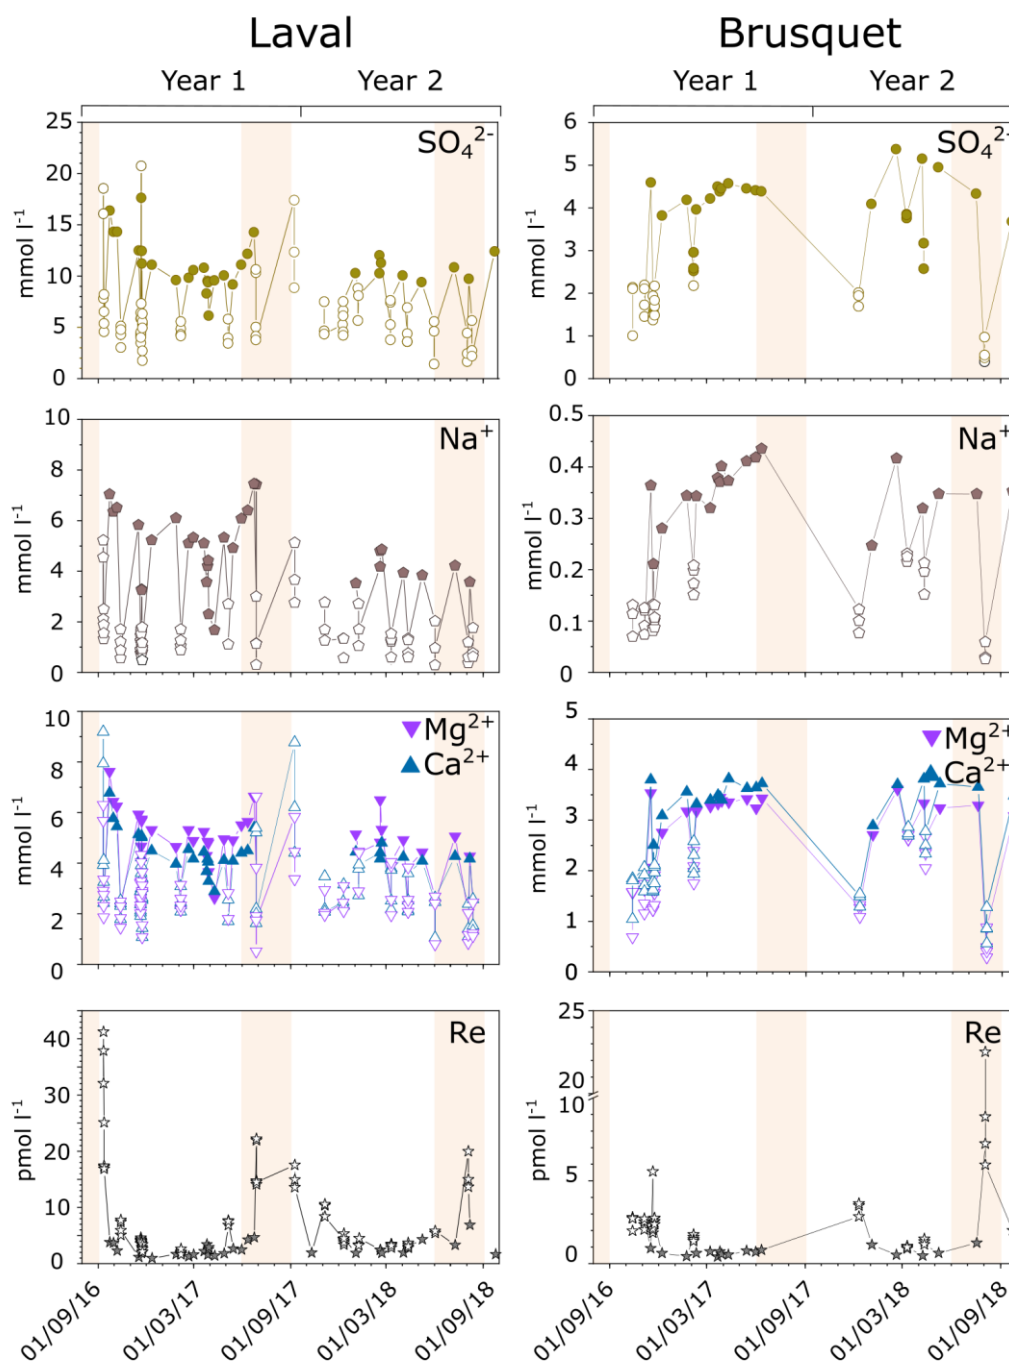 Laval
Brusquet
Year 1
Year 2
Year 1
Year 2
25
20
15
10
5
0
mmol l⁻¹
SO₄²⁻
6
5
4
3
2
1
0
mmol l⁻¹
SO₄²⁻
10
8
6
4
2
0
mmol l⁻¹
Na⁺
0.5
0.4
0.3
0.2
0.1
0
mmol l⁻¹
Na⁺
10
8
6
4
2
0
mmol l⁻¹
Mg²⁺
Ca²⁺
5
4
3
2
1
0
mmol l⁻¹
Mg²⁺
Ca²⁺
40
30
20
10
0
pmol l⁻¹
Re
25
20
10
5
0
pmol l⁻¹
Re
01/09/16
01/03/17
01/09/17
01/03/18
01/09/18
01/09/16
01/03/17
01/09/17
01/03/18
01/09/18